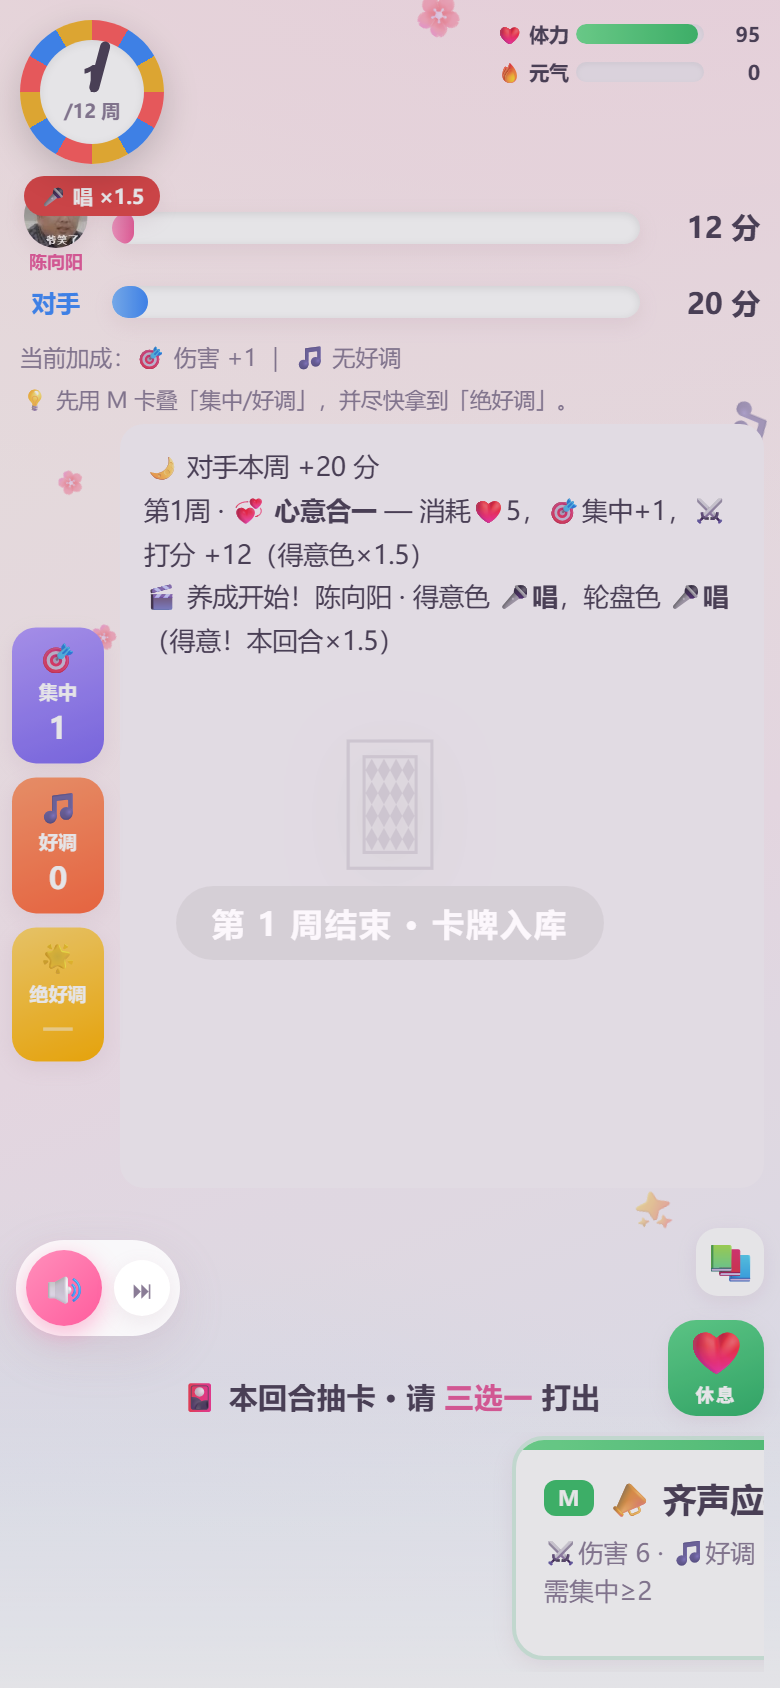 体力 95
元气 0
1
/12 周
唱 ×1.5
爷笑了
陈向阳
12 分
对手
20 分
当前加成： 伤害 +1 ｜ 无好调
先用 M 卡叠「集中/好调」，并尽快拿到「绝好调」。
对手本周 +20 分
第1周 · 心意合一 — 消耗 5， 集中+1，
打分 +12（得意色×1.5）
养成开始！陈向阳 · 得意色 唱，轮盘色 唱
（得意！本回合×1.5）
集中
1
好调
0
绝好调
—
第 1 周结束 · 卡牌入库
休息
本回合抽卡 · 请 三选一 打出
M 齐声应
伤害 6 · 好调
需集中≥2